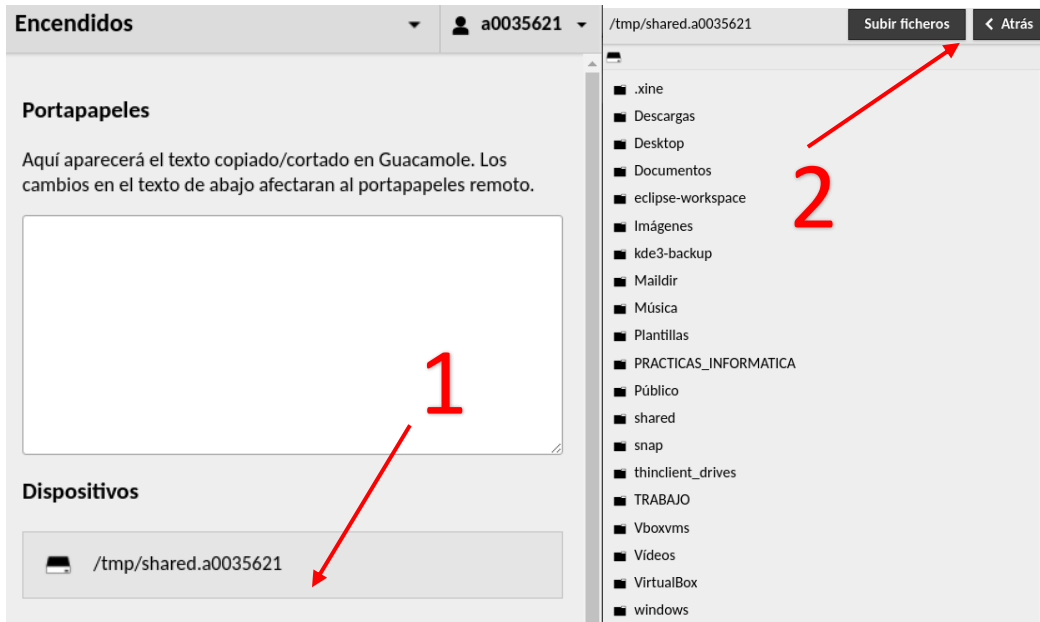 Encendidos
a0035621
Portapapeles
Aquí aparecerá el texto copiado/cortado en Guacamole. Los
cambios en el texto de abajo afectaran al portapapeles remoto.
1
Dispositivos
/tmp/shared.a0035621
/tmp/shared.a0035621
Subir ficheros
Atrás
2
.xine
Descargas
Desktop
Documentos
eclipse-workspace
Imágenes
kde3-backup
Maildir
Música
Plantillas
PRACTICAS_INFORMATICA
Público
shared
snap
thinclient_drives
TRABAJO
Vboxvms
Vídeos
VirtualBox
windows